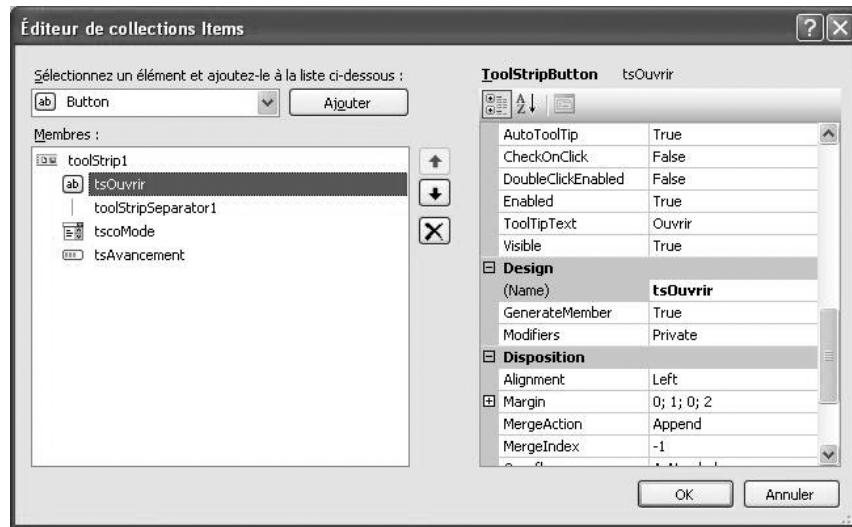 Éditeur de collections Items
Sélectionnez un élément et ajoutez-le à la liste ci-dessous :
ab Button
Ajouter
Membres :
toolStrip1
ab tsOuvrir
toolStripSeparator1
tscoMode
tsAvancement
ToolStripButton tsOuvrir
AutoToolTip True
CheckOnClick False
DoubleClickEnabled False
Enabled True
ToolTipText Ouvrir
Visible True
Design
(Name) tsOuvrir
GenerateMember True
Modifiers Private
Disposition
Alignment Left
Margin 0; 1; 0; 2
MergeAction Append
MergeIndex -1
OK
Annuler